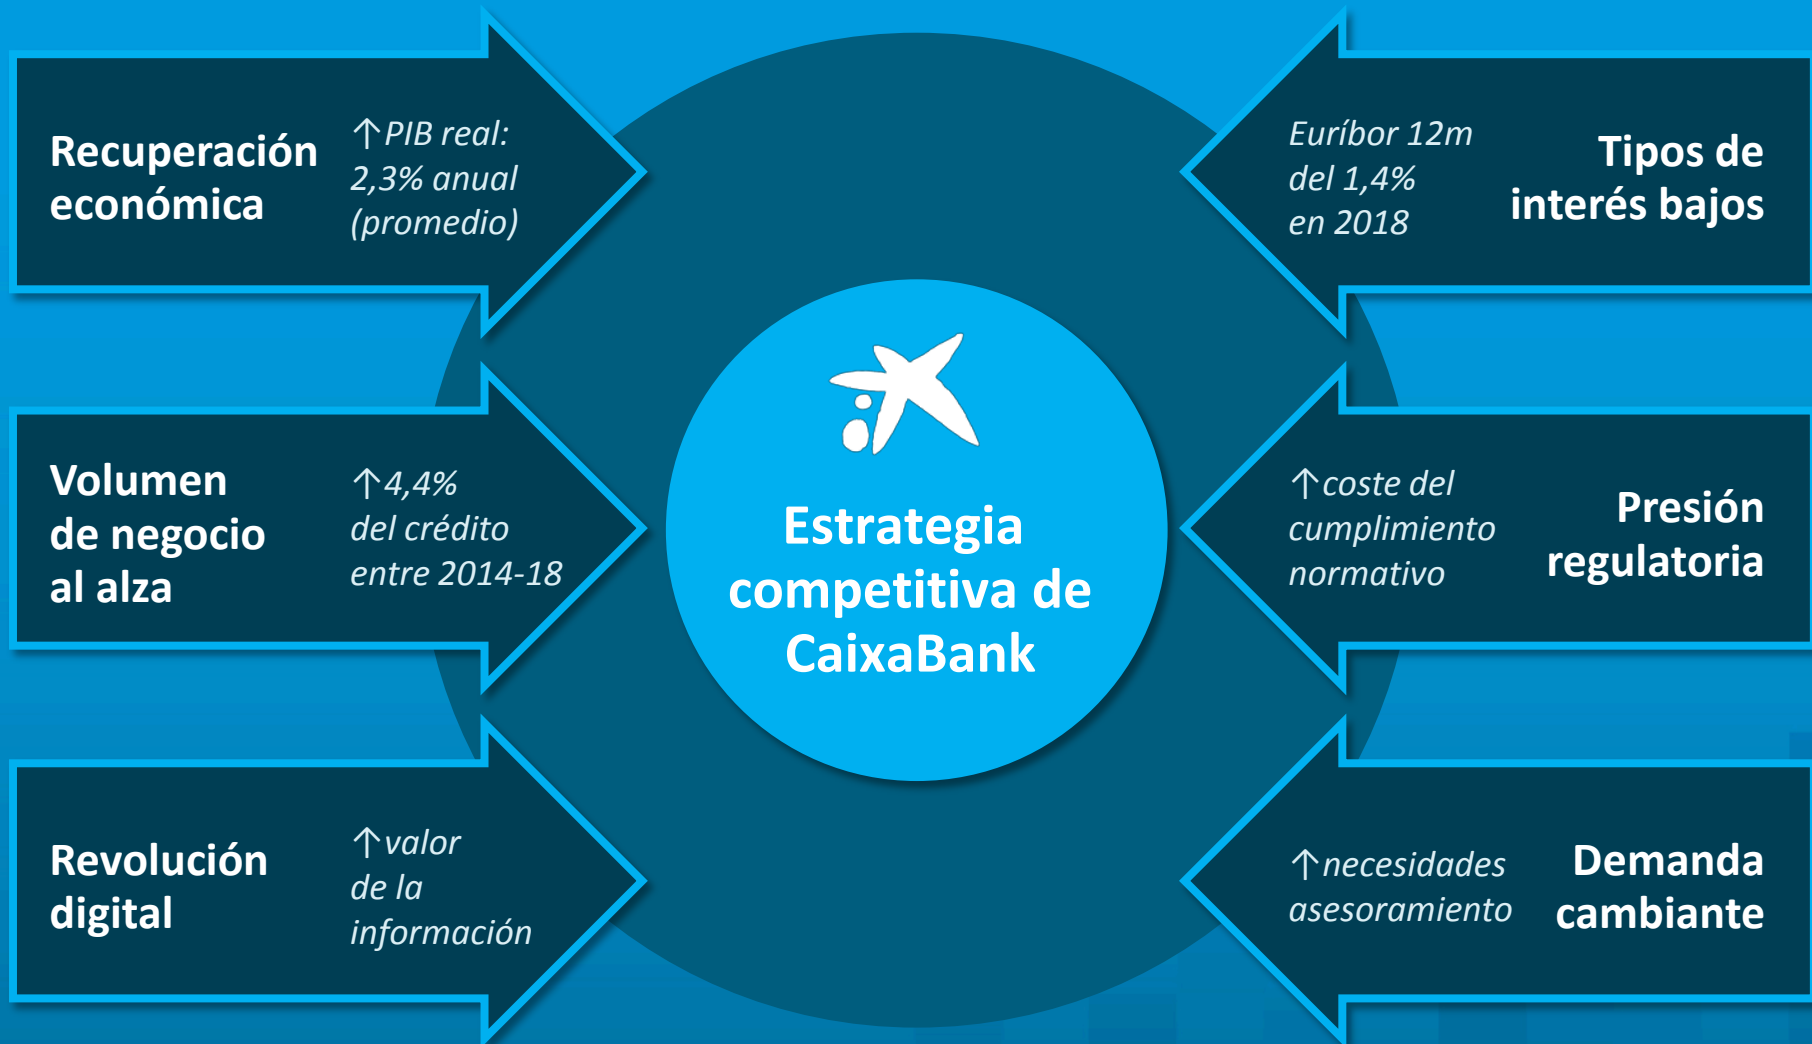 Recuperación
económica
↑PIB real:
2,3% anual
(promedio)
Euríbor 12m
del 1,4%
en 2018
Tipos de
interés bajos
Volumen
de negocio
al alza
↑4,4%
del crédito
entre 2014-18
Estrategia
competitiva de
CaixaBank
↑coste del
cumplimiento
normativo
Presión
regulatoria
Revolución
digital
↑valor
de la
información
↑necesidades
asesoramiento
Demanda
cambiante